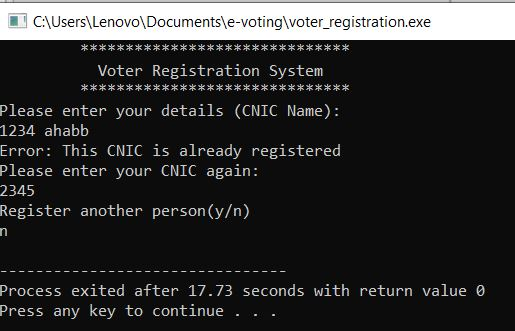 C:\Users\Lenovo\Documents\e-voting\voter_registration.exe
******************************
Voter Registration System
******************************
Please enter your details (CNIC Name):
1234 ahabb
Error: This CNIC is already registered
Please enter your CNIC again:
2345
Register another person(y/n)
n
--------------------------------
Process exited after 17.73 seconds with return value 0
Press any key to continue . . .